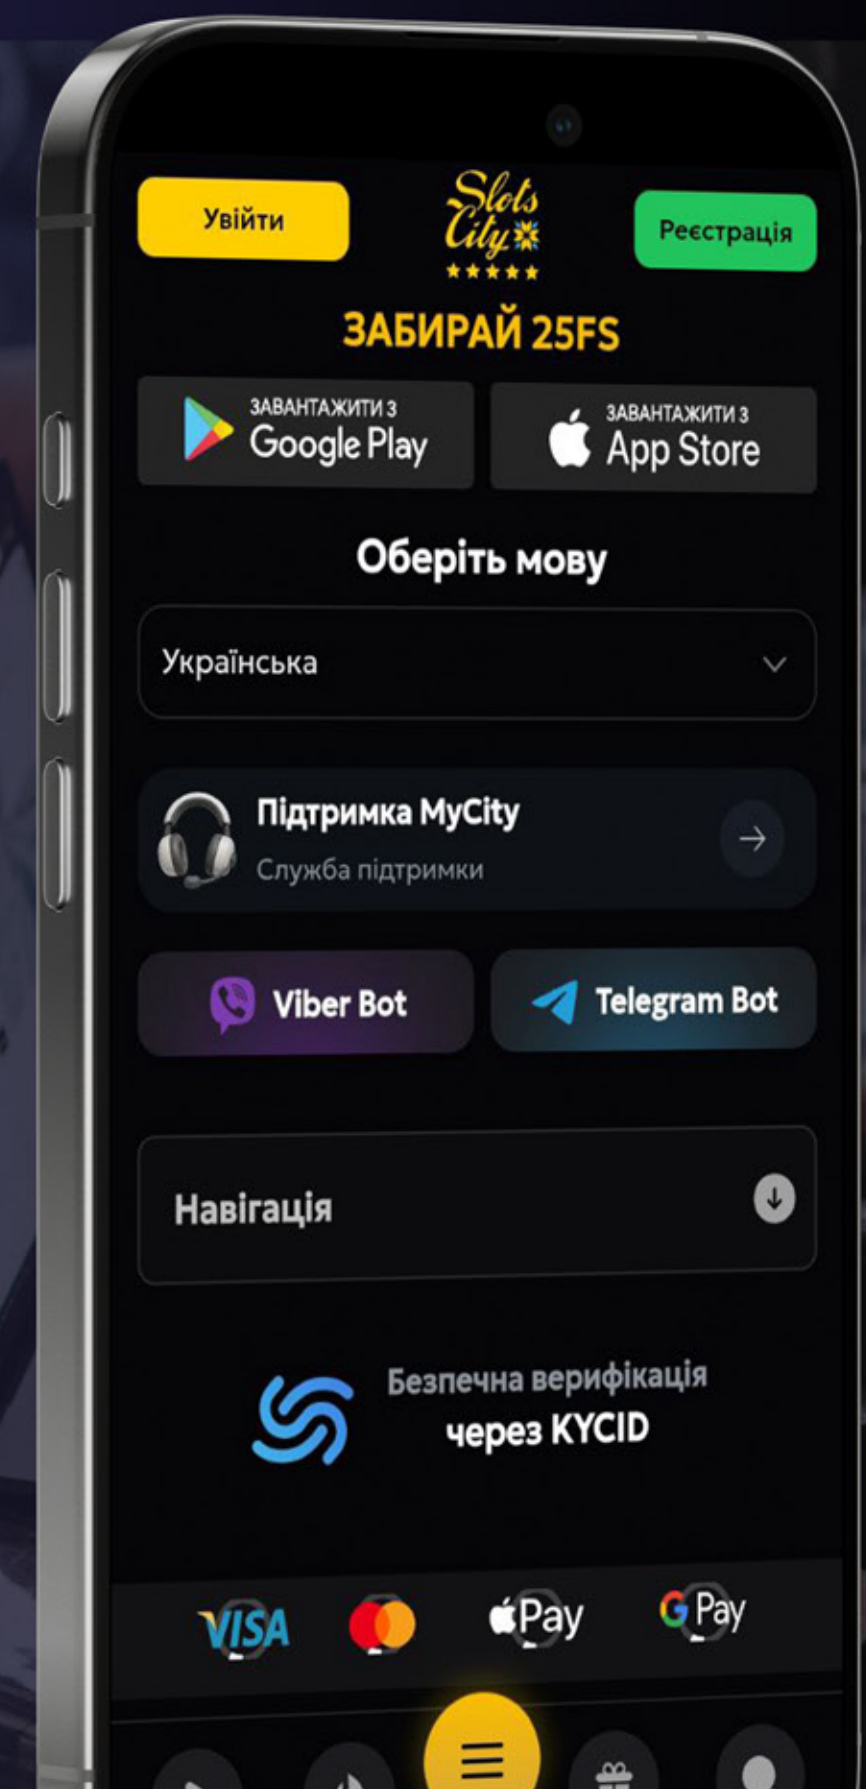 Увійти
Slots
City
Реєстрація
ЗАБИРАЙ 25FS
ЗАВАНТАЖИТИ З
Google Play
ЗАВАНТАЖИТИ З
App Store
Оберіть мову
Українська
Підтримка MyCity
Служба підтримки
Viber Bot
Telegram Bot
Навігація
Безпечна верифікація
через KYCID
VISA
Pay
G Pay